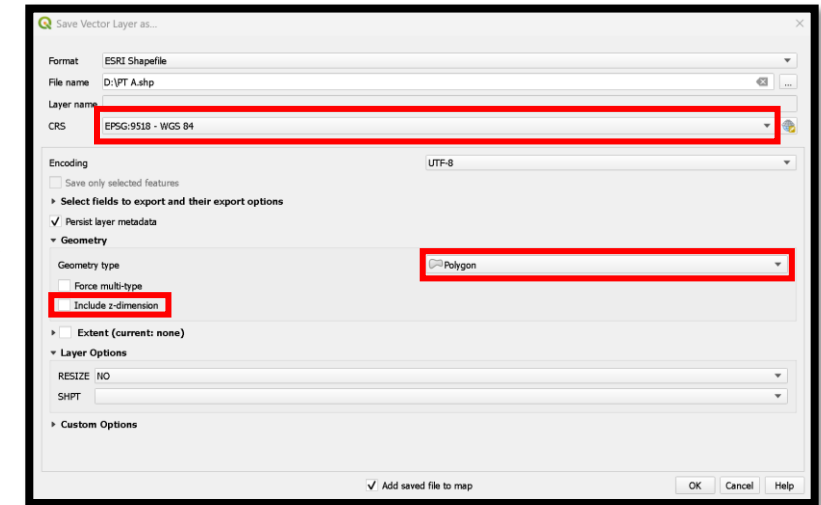 Save Vector Layer as...
Format ESRI Shapefile
File name D:\PT A.shp ...
Layer name
CRS EPSG:9518 - WGS 84
Encoding UTF-8
Save only selected features
Select fields to export and their export options
Persist layer metadata
Geometry
Geometry type Polygon
Force multi-type
Include z-dimension
Extent (current: none)
Layer Options
RESIZE NO
SHPT
Custom Options
Add saved file to map OK Cancel Help